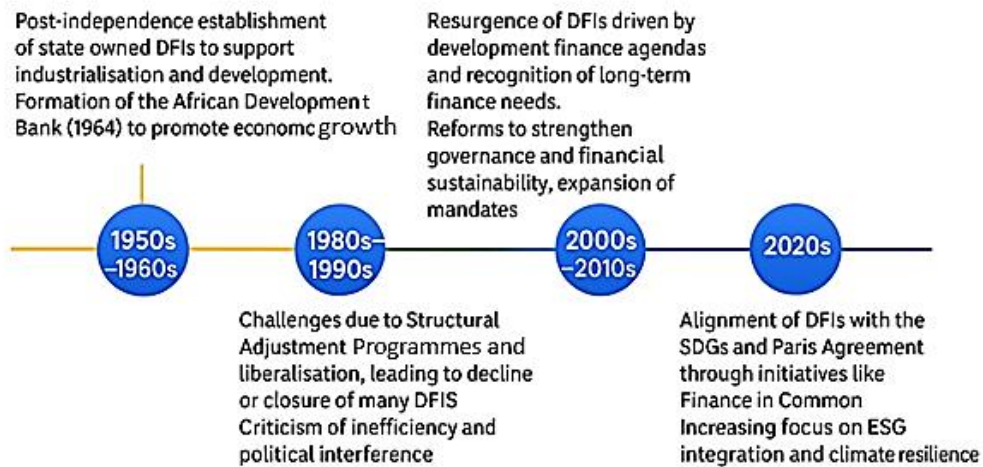 Post-independence establishment
of state owned DFIs to support
industrialisation and development.
Formation of the African Development
Bank (1964) to promote economc growth
Resurgence of DFIs driven by
development finance agendas
and recognition of long-term
finance needs.
Reforms to strengthen
governance and financial
sustainability, expansion of
mandates
1950s
–1960s
1980s–
1990s
2000s
–2010s
2020s
Challenges due to Structural
Adjustment Programmes and
liberalisation, leading to decline
or closure of many DFIS
Criticism of inefficiency and
political interference
Alignment of DFIs with the
SDGs and Paris Agreement
through initiatives like
Finance in Common
Increasing focus on ESG
integration and climate resilience